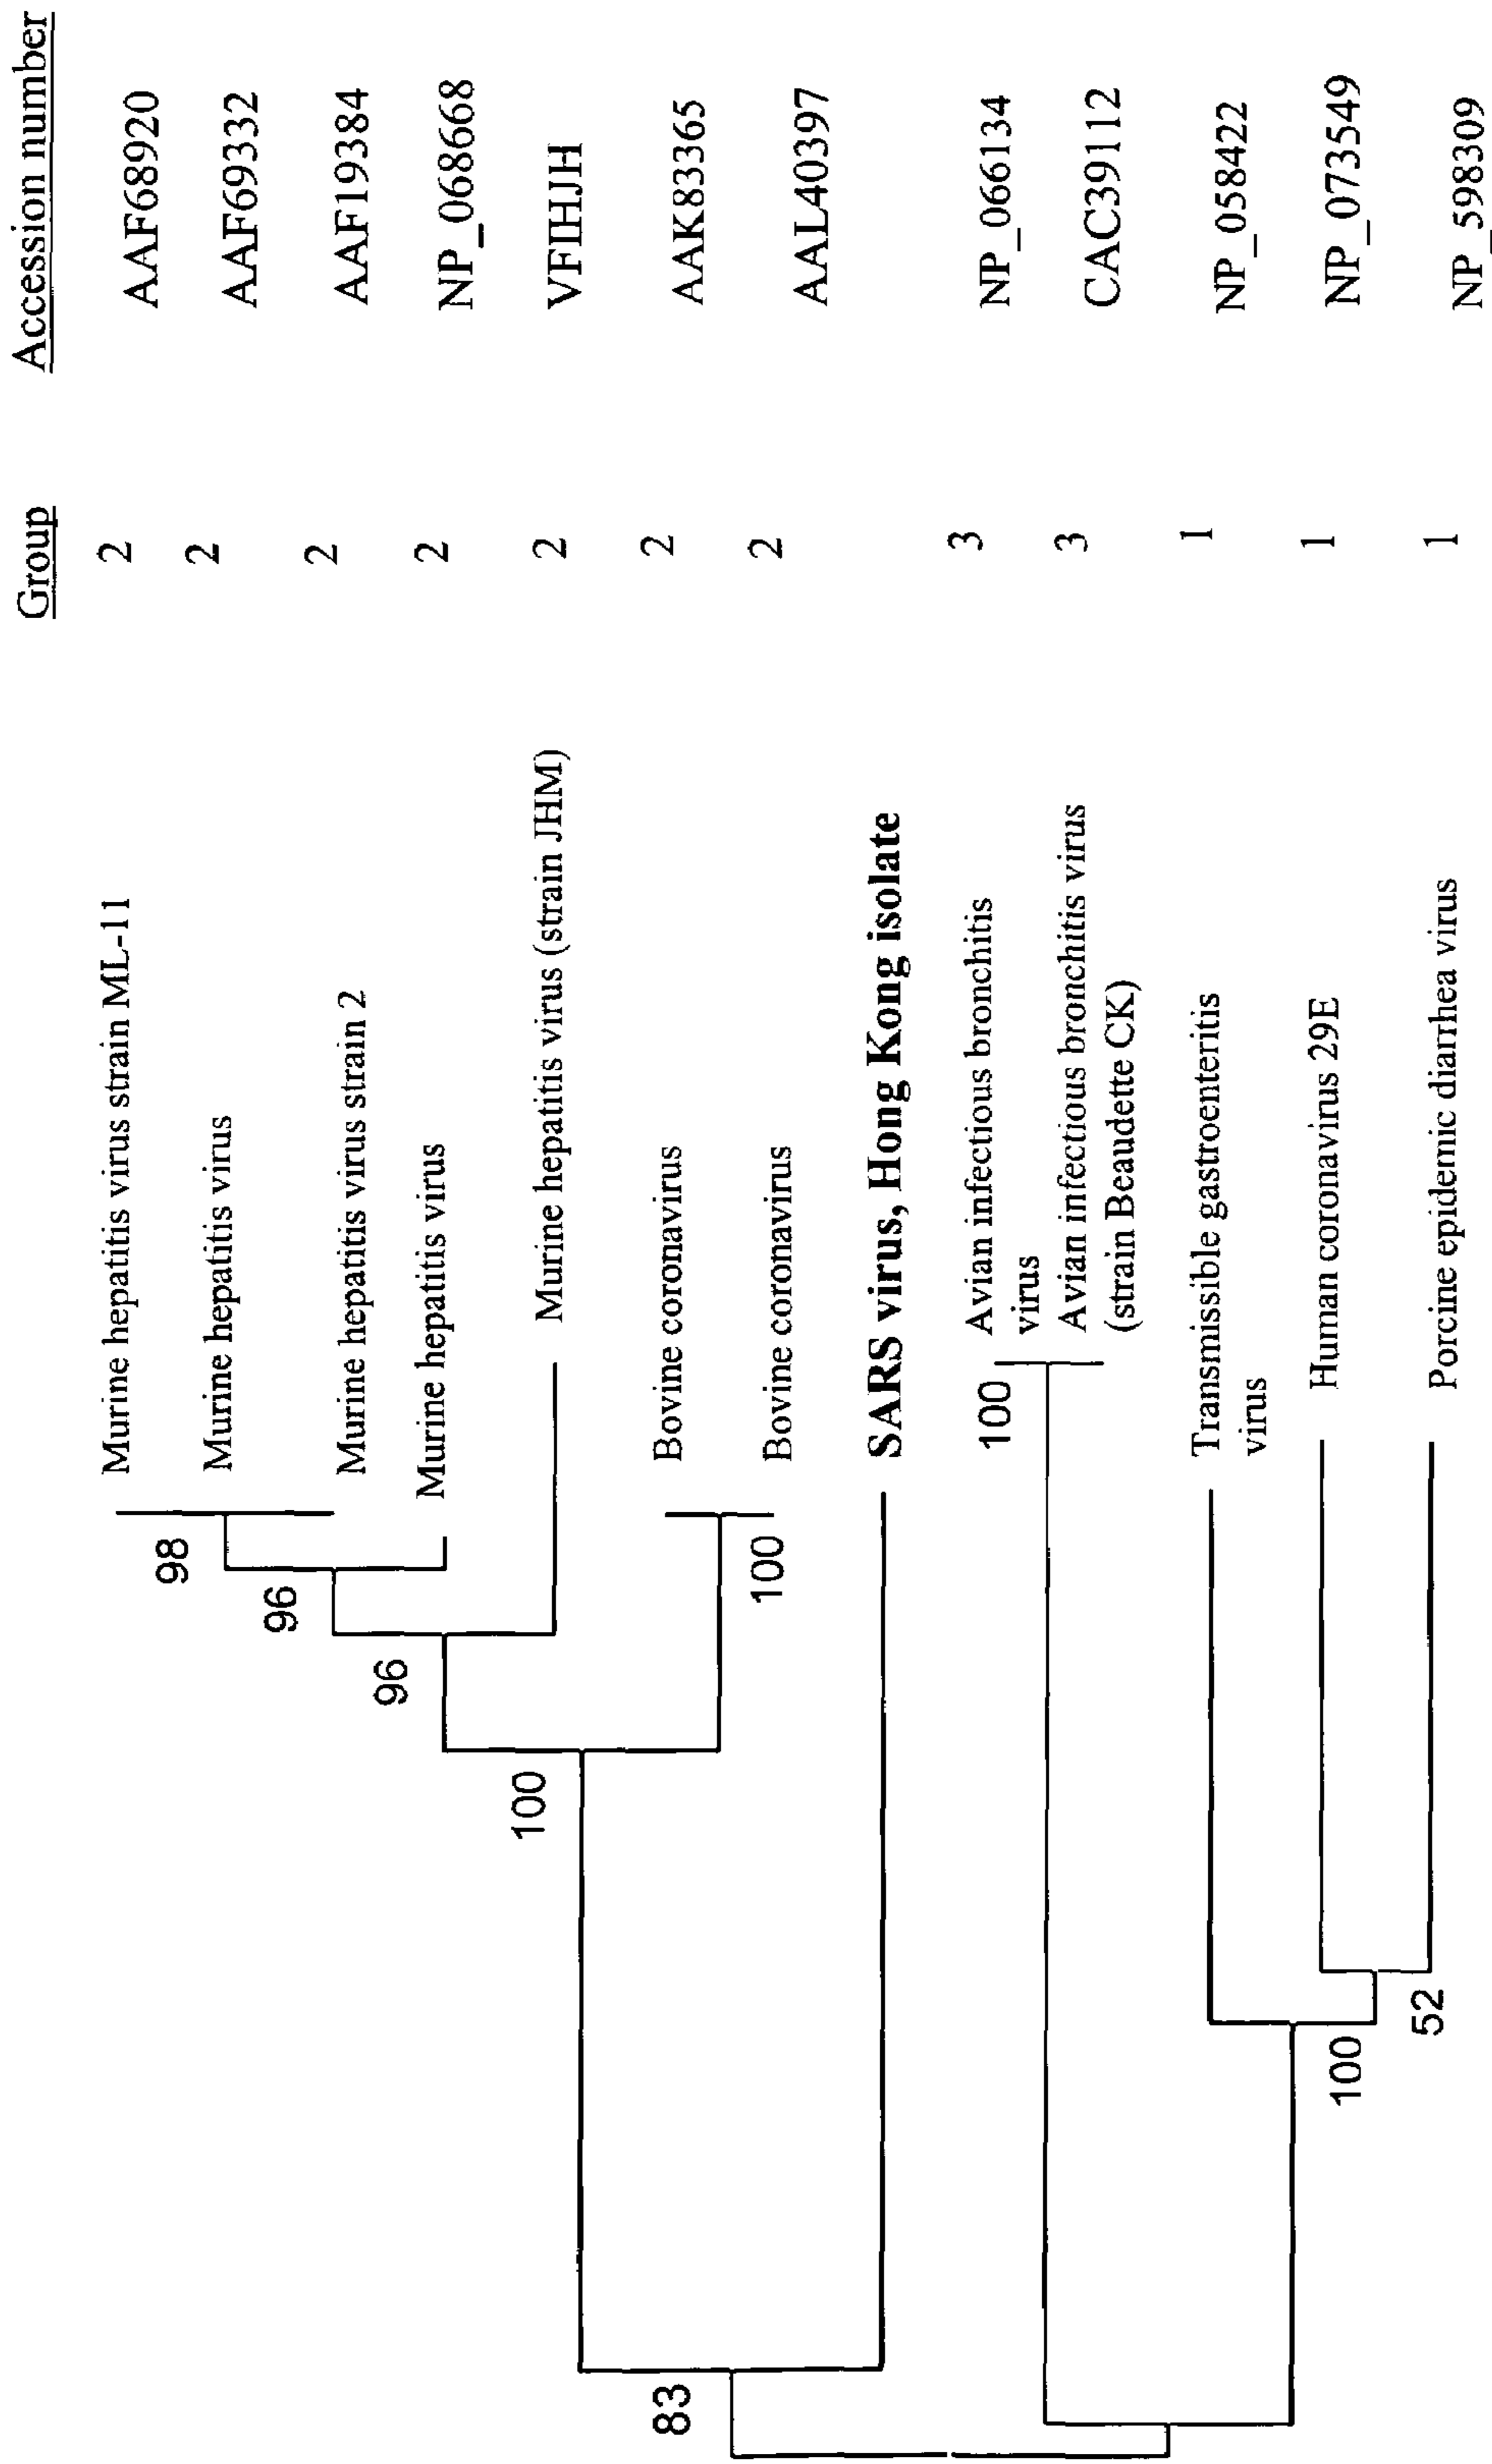 Group Accession number
Murine hepatitis virus strain ML-11 2 AAF68920
98
Murine hepatitis virus 2 AAF69332
96
Murine hepatitis virus strain 2 2 AAF19384
96
Murine hepatitis virus 2 NP_068668
100
Murine hepatitis virus (strain JHM) 2 VFIHJH
83
Bovine coronavirus 2 AAK83365
100
Bovine coronavirus 2 AAL40397
SARS virus, Hong Kong isolate
100
Avian infectious bronchitis 3 NP_066134
virus
Avian infectious bronchitis virus 3 CAC39112
(strain Beaudette CK)
Transmissible gastroenteritis 1 NP_058422
virus
Human coronavirus 29E 1 NP_073549
100
52
Porcine epidemic diarrhea virus 1 NP_598309